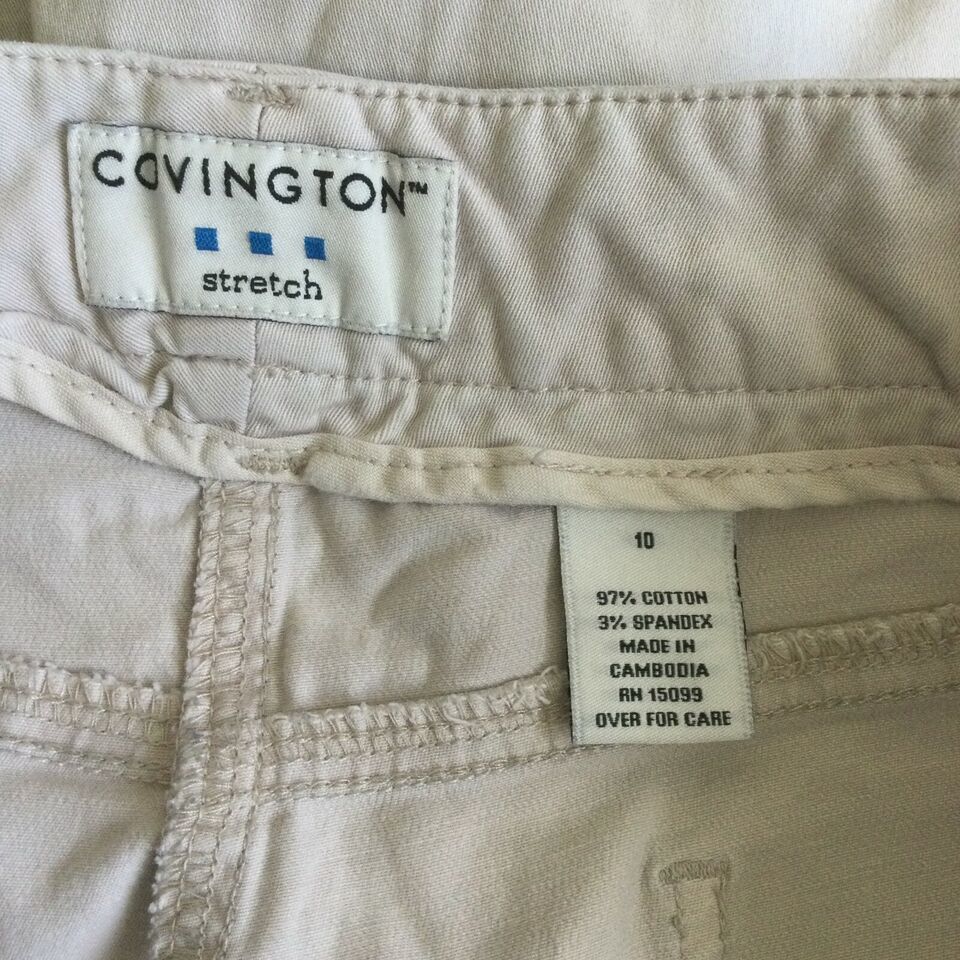 COVINGTON™
stretch
10
97% COTTON
3% SPANDEX
MADE IN
CAMBODIA
RN 15099
OVER FOR CARE